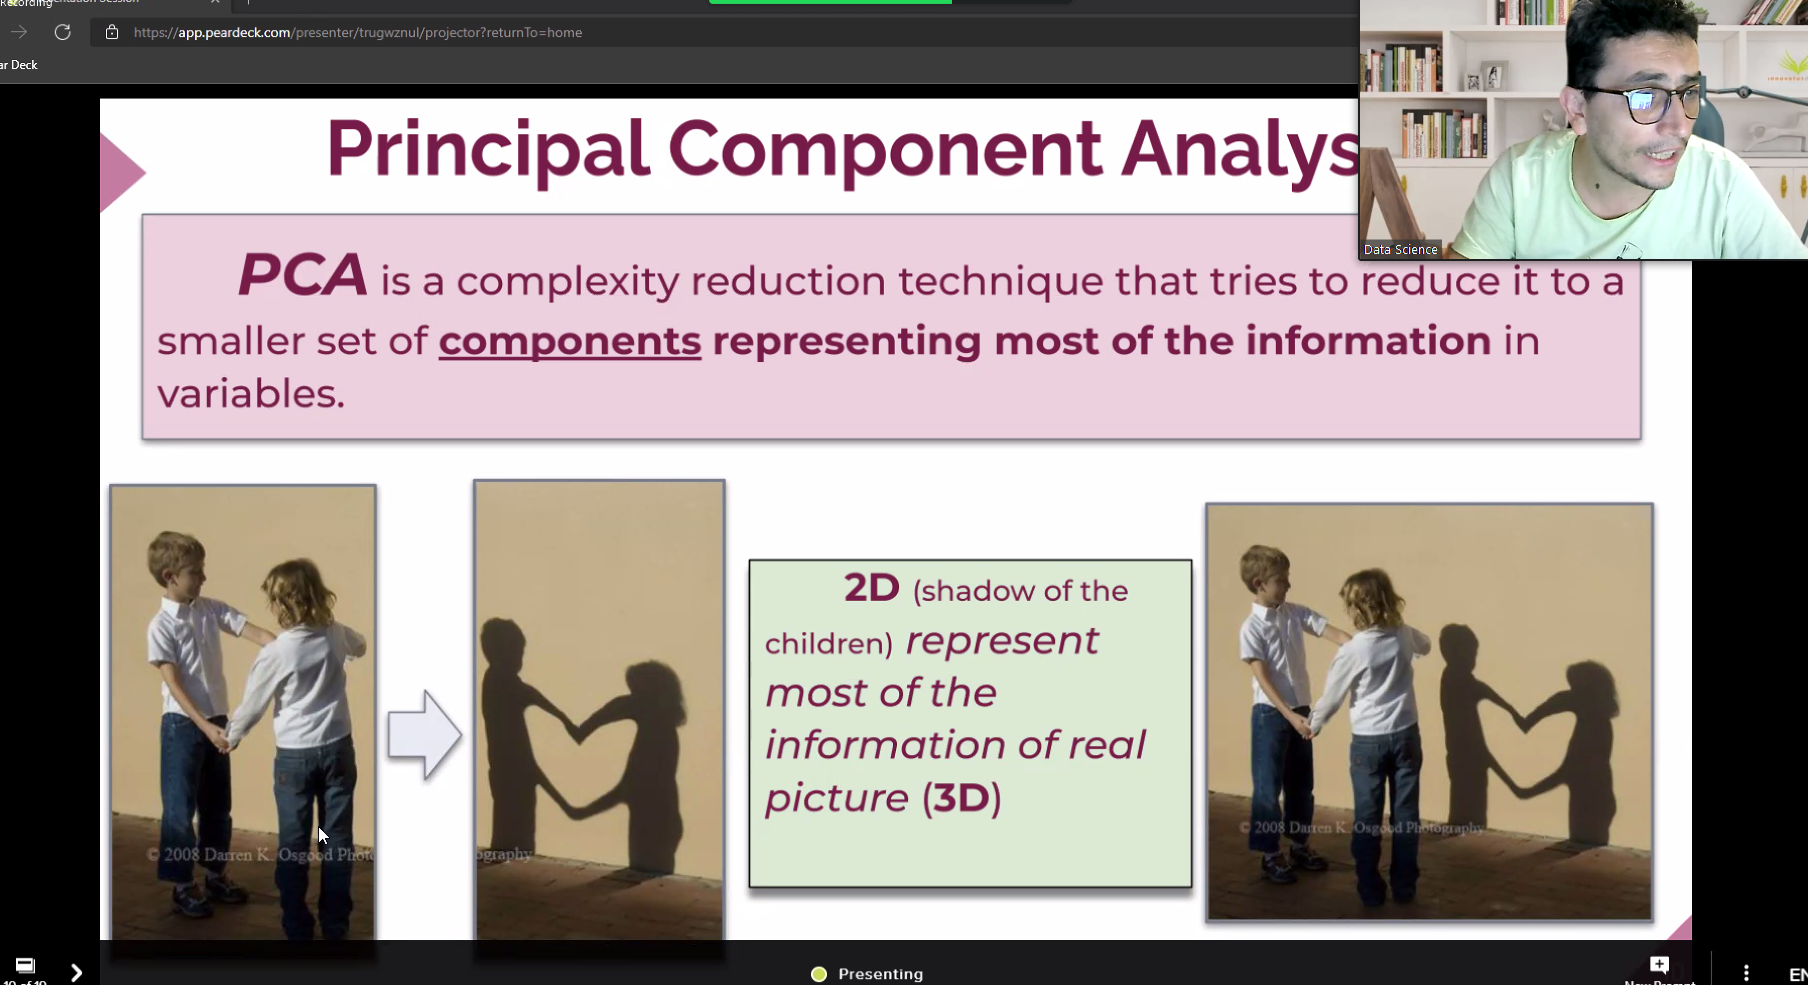 Recording
https://app.peardeck.com/presenter/trugwznul/projector?returnTo=home
ar Deck
Principal Component Analys
Data Science
PCA is a complexity reduction technique that tries to reduce it to a
smaller set of components representing most of the information in
variables.
2D (shadow of the
children) represent
most of the
information of real
picture (3D)
© 2008 Darren K. Osgood Photo
ography
© 2008 Darren K. Osgood Photography
Presenting
EN